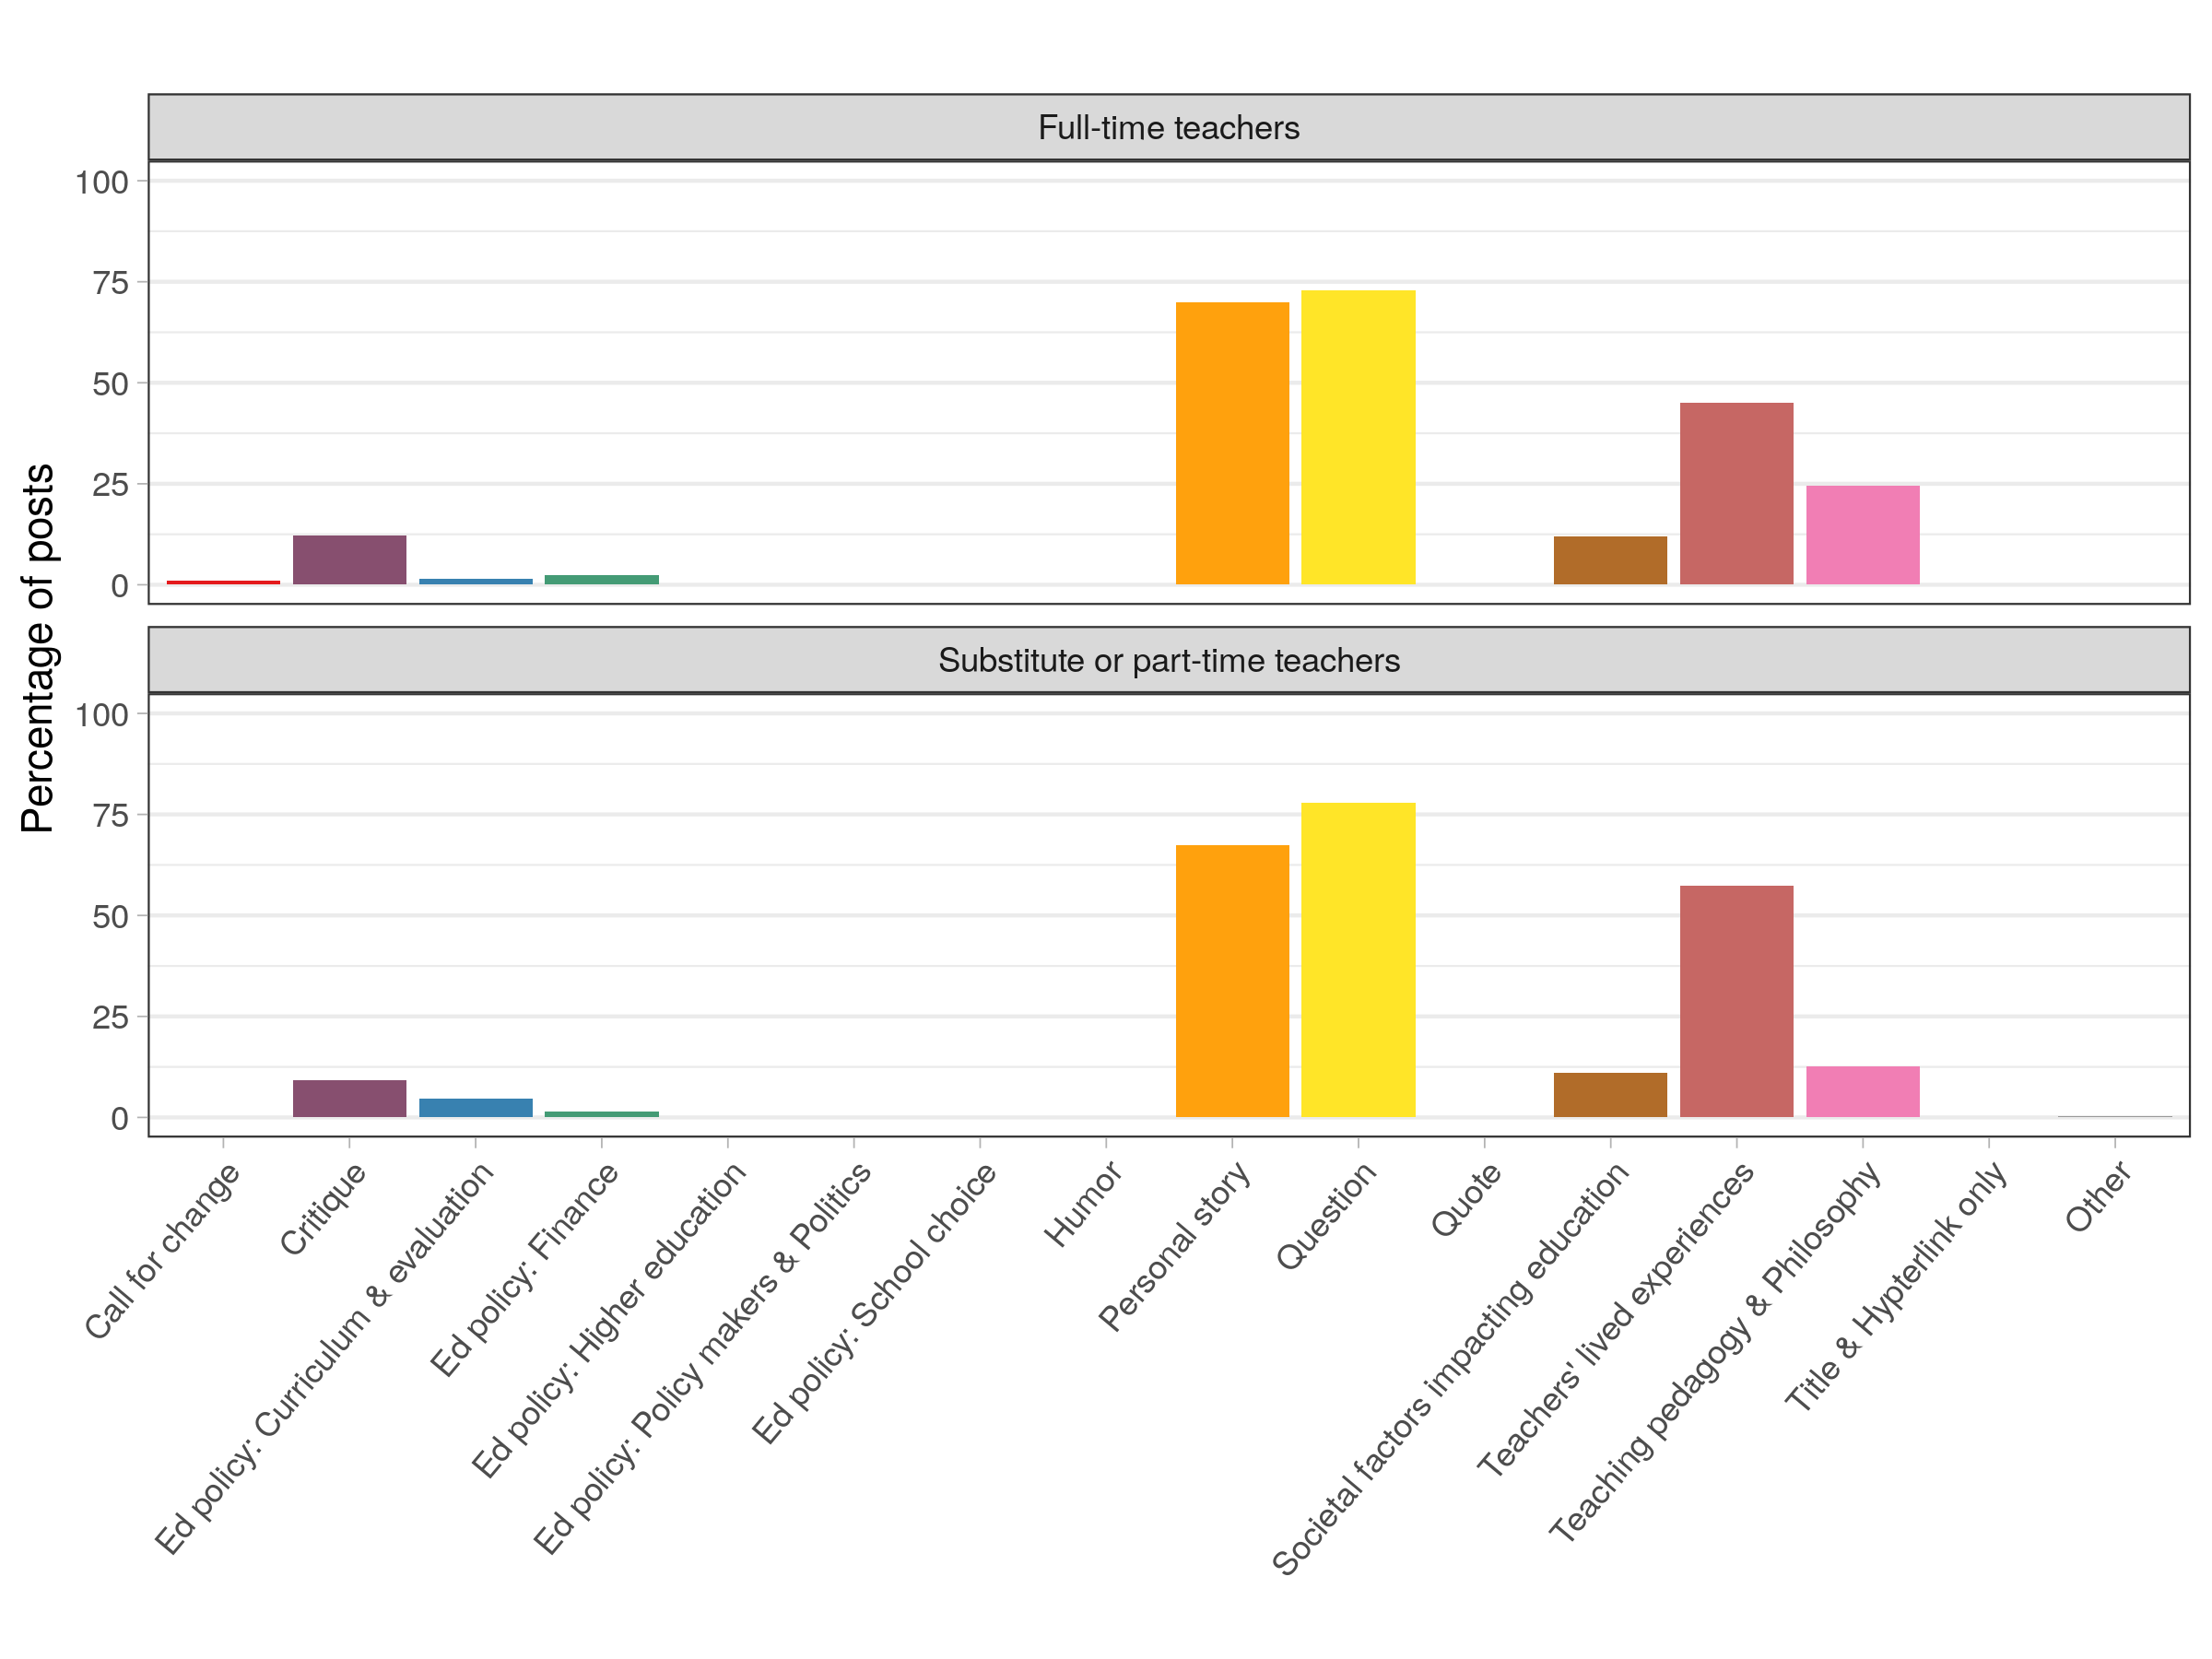 Full-time teachers
100
75
50
25
0
Percentage of posts
Substitute or part-time teachers
100
75
50
25
0
Call for change
Critique
Ed policy: Curriculum & evaluation
Ed policy: Finance
Ed policy: Higher education
Ed policy: Policy makers & Politics
Ed policy: School choice
Humor
Personal story
Question
Quote
Societal factors impacting education
Teachers' lived experiences
Teaching pedagogy & Philosophy
Title & Hypterlink only
Other